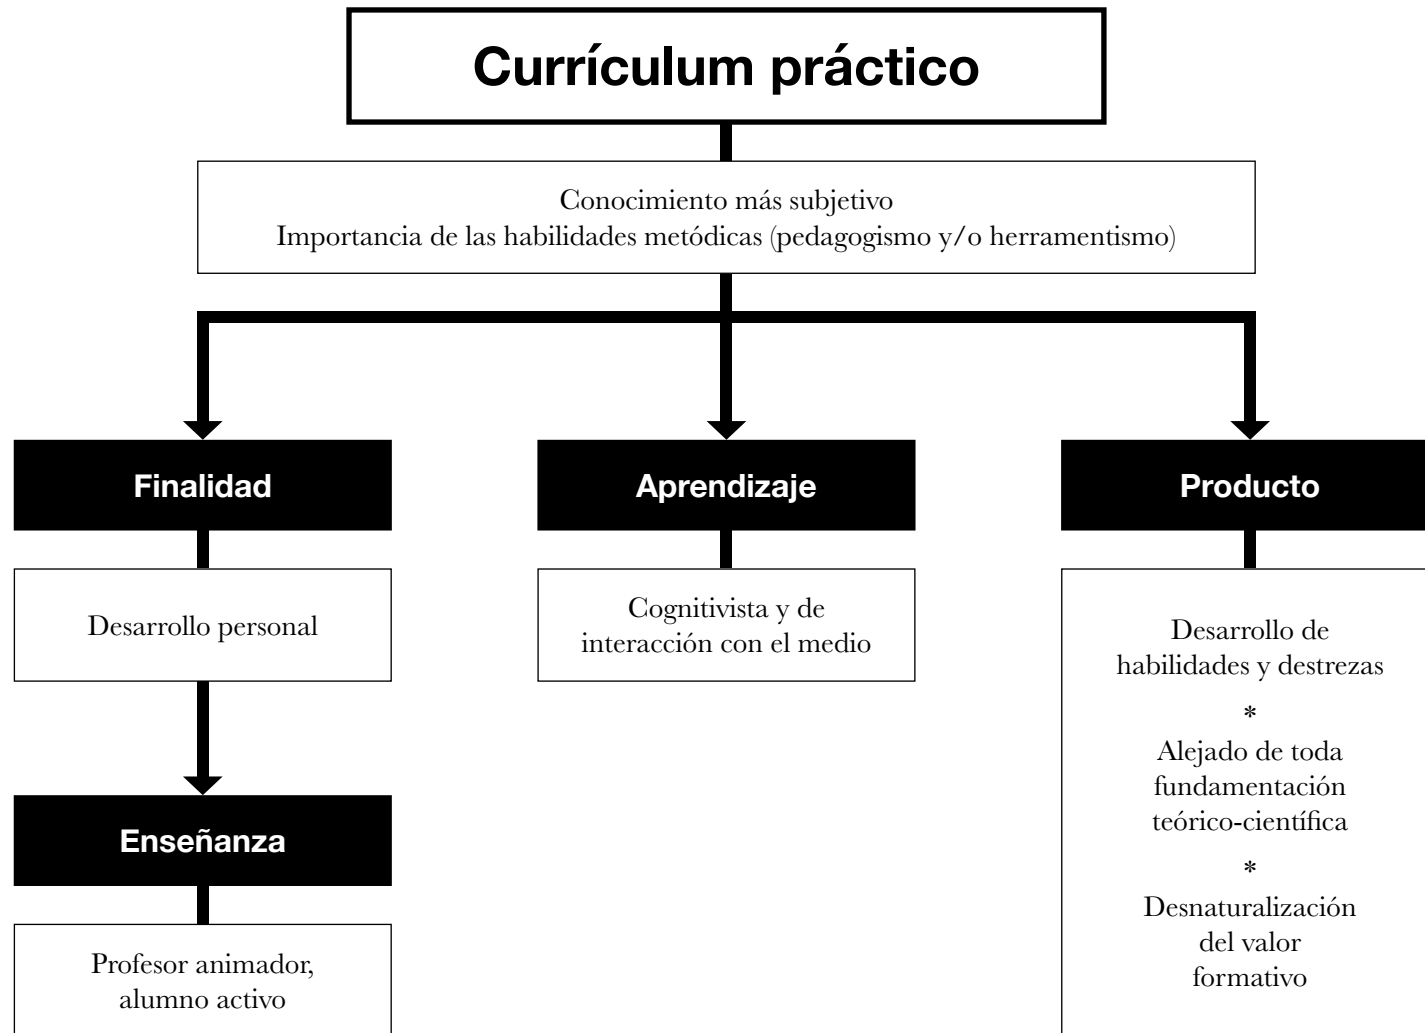 Currículum práctico
Conocimiento más subjetivo
Importancia de las habilidades metódicas (pedagogismo y/o herramentismo)
Finalidad
Desarrollo personal
Enseñanza
Profesor animador,
alumno activo
Aprendizaje
Cognitivista y de
interacción con el medio
Producto
Desarrollo de
habilidades y destrezas
*
Alejado de toda
fundamentación
teórico-científica
*
Desnaturalización
del valor
formativo